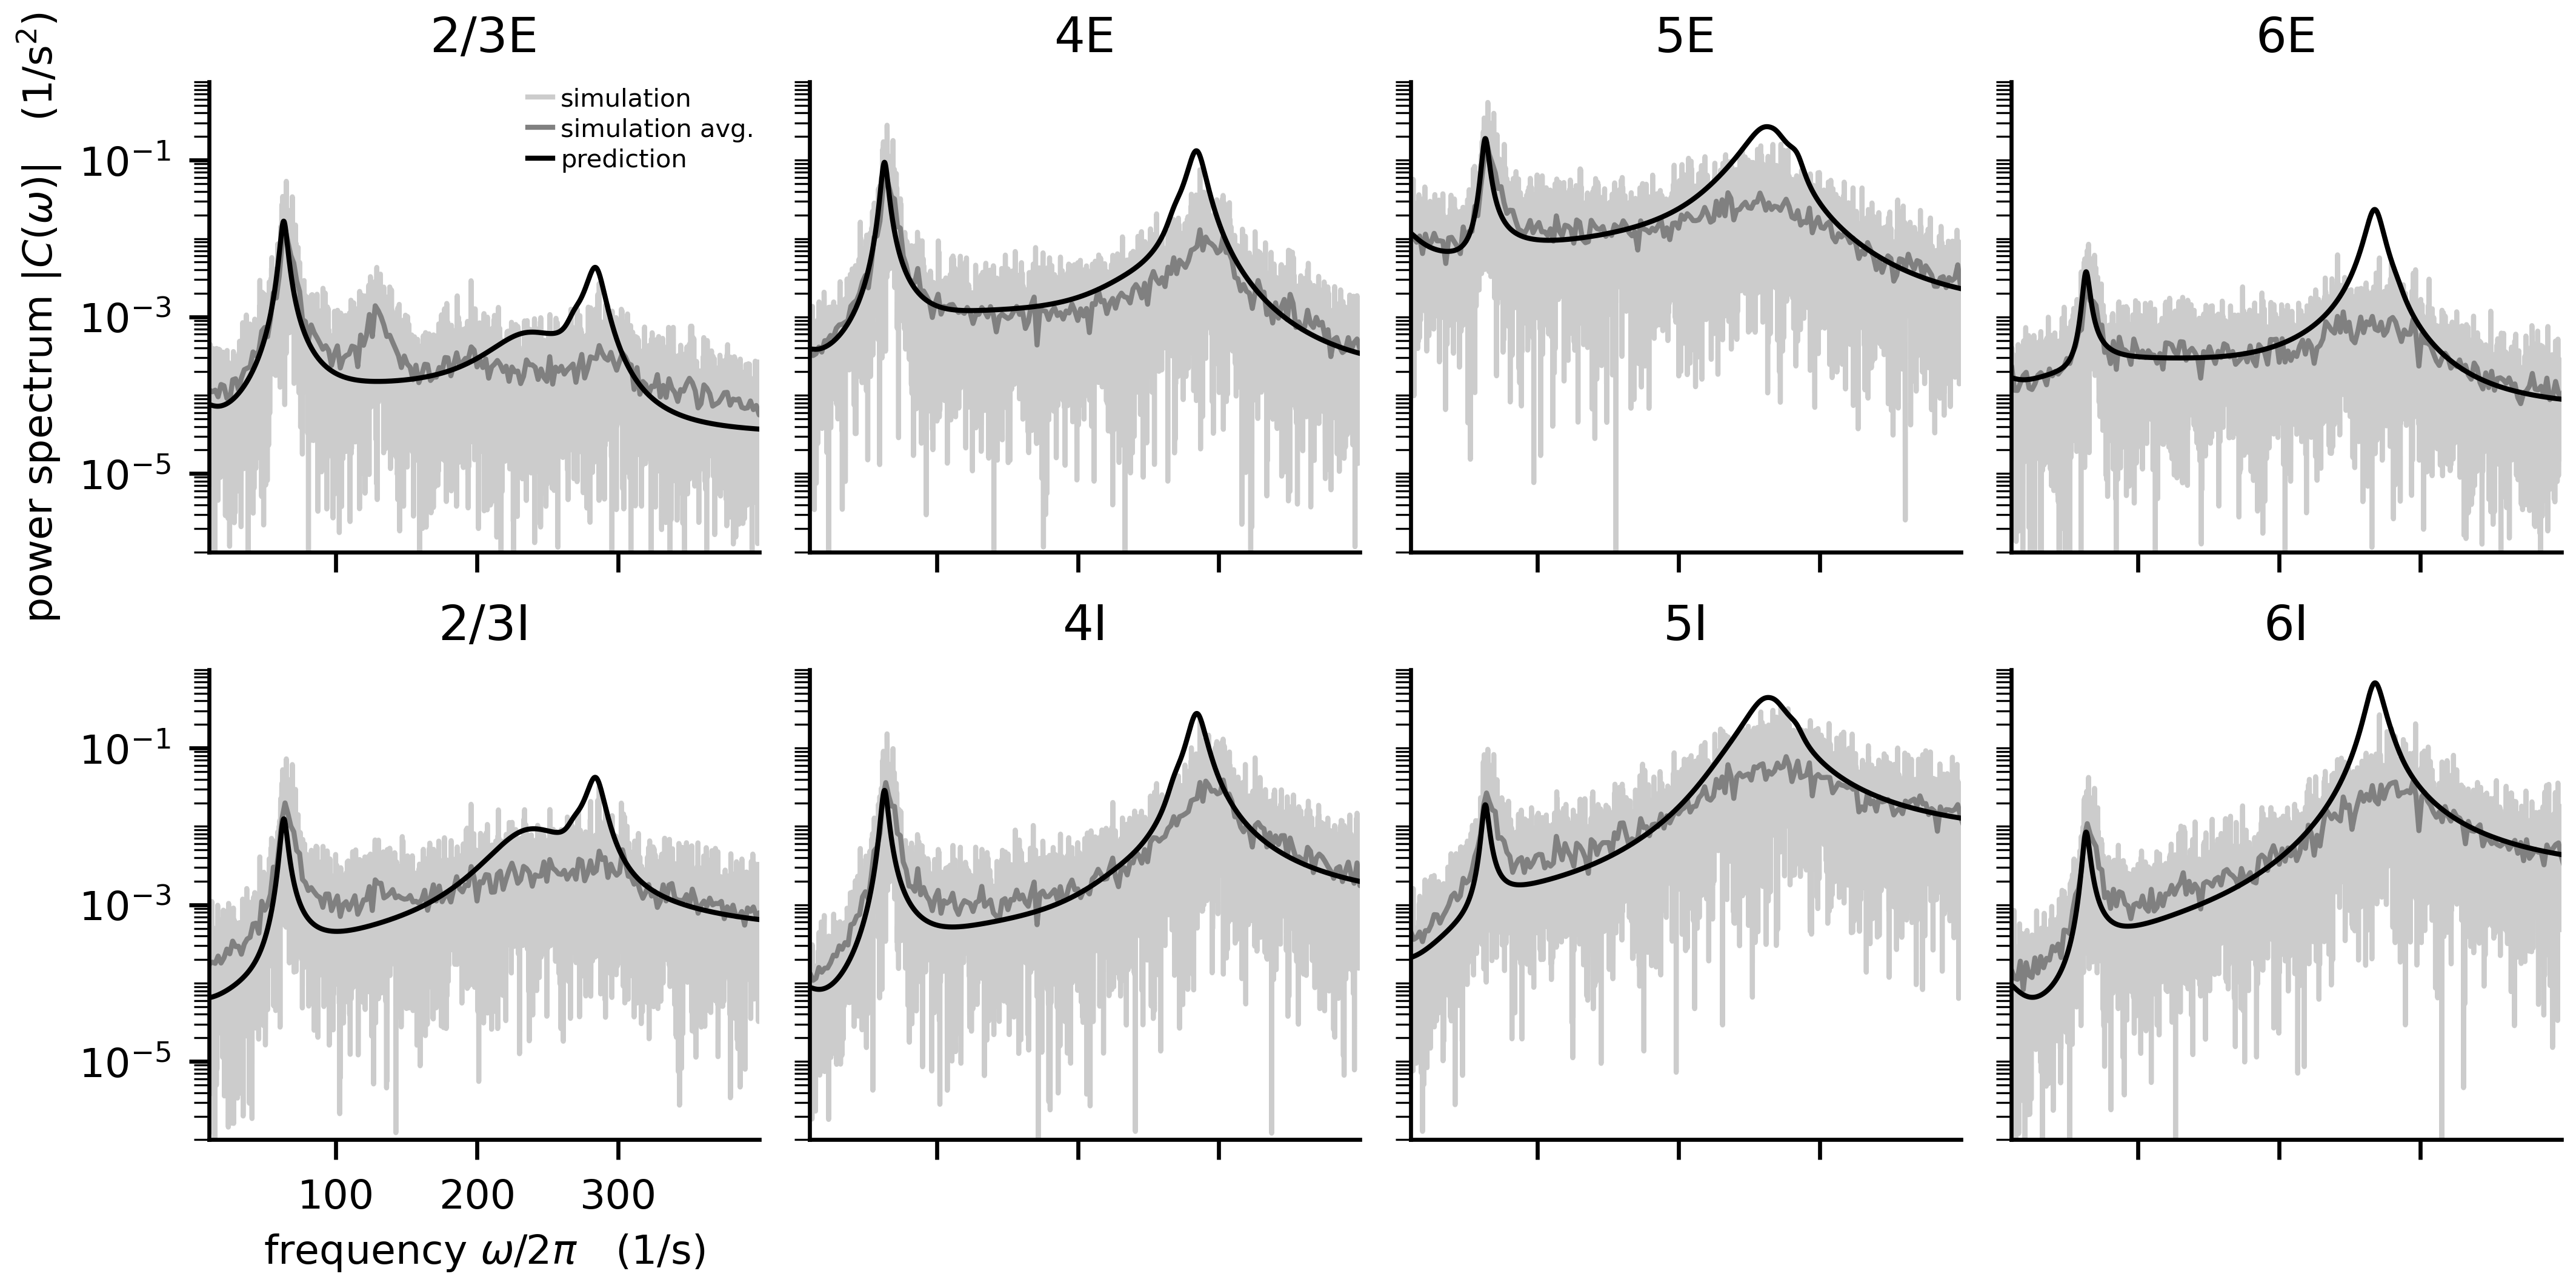 2/3E
4E
5E
6E
power spectrum |C(ω)| (1/s²)
simulation
simulation avg.
prediction
10⁻¹
10⁻³
10⁻⁵
2/3I
4I
5I
6I
10⁻¹
10⁻³
10⁻⁵
100 200 300
frequency ω/2π (1/s)